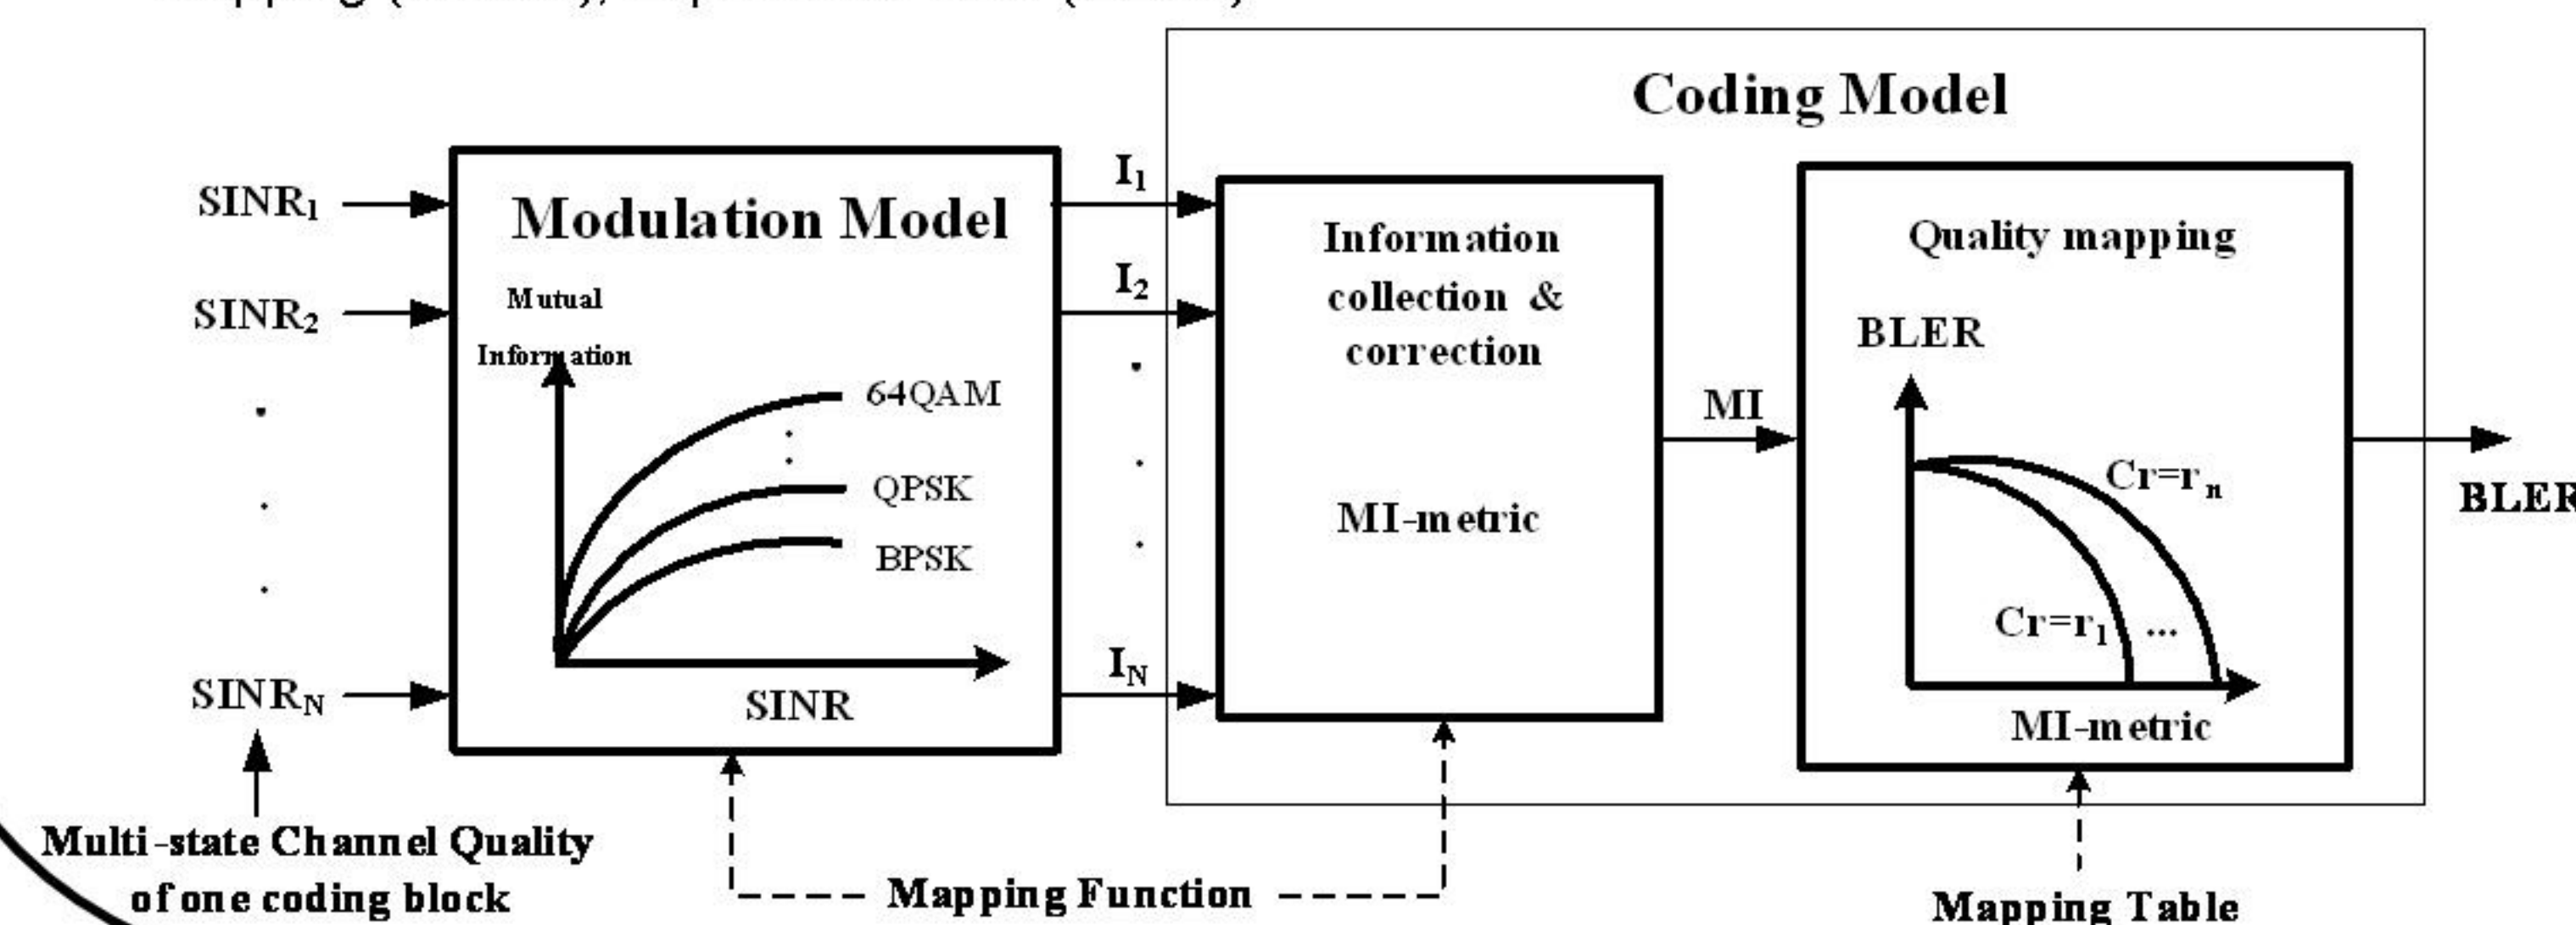 Coding Model
SINR₁
SINR₂
SINR_N
Multi-state Channel Quality
of one coding block
Modulation Model
Mutual
Information
64QAM
QPSK
BPSK
SINR
I₁
I₂
I_N
Information
collection &
correction
MI-metric
MI
Quality mapping
BLER
Cr=rₙ
Cr=r₁ ...
MI-metric
BLER
Mapping Function
Mapping Table